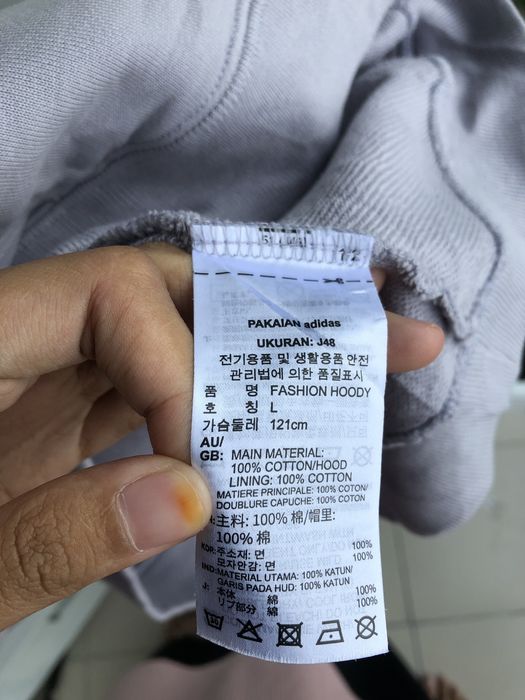 PAKAIAN adidas
UKURAN: J48
전기용품 및 생활용품 안전
관리법에 의한 품질표시
품 명 FASHION HOODY
호 칭 L
가슴둘레 121cm
AU/
GB: MAIN MATERIAL:
100% COTTON/HOOD
LINING: 100% COTTON
MATIERE PRINCIPALE: 100% COTON/
DOUBLURE CAPUCHE: 100% COTON
主料: 100% 棉/帽里:
100% 棉
KOR: 주소재: 면 100%
모자안감: 면 100%
IND: MATERIAL UTAMA: 100% KATUN/
GARIS PADA HUD: 100% KATUN
J: 本体 綿 100%
リブ部分 綿 100%